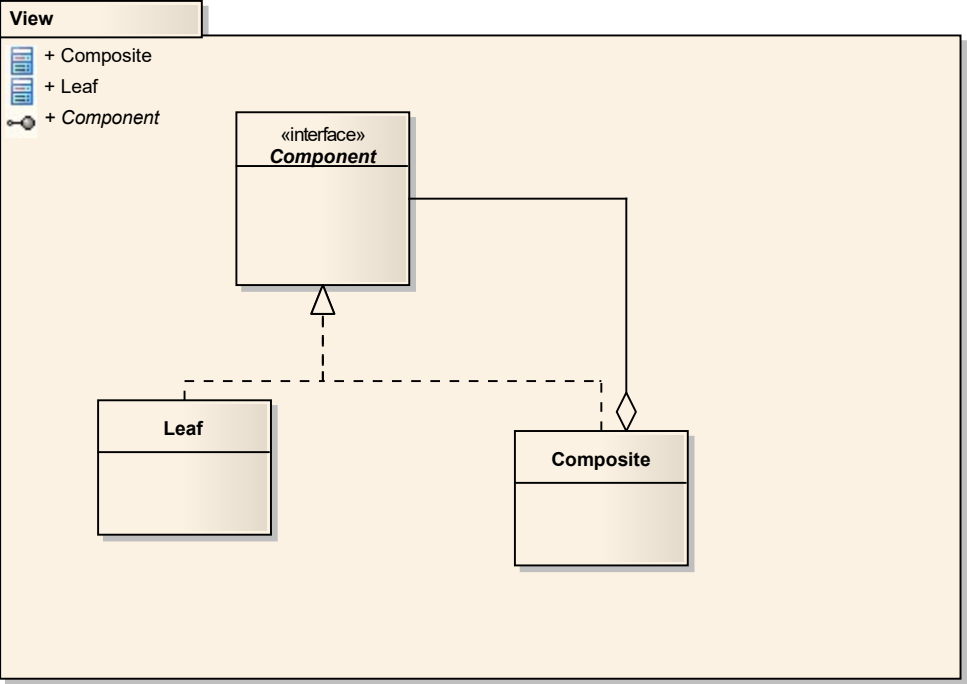 View
+ Composite
+ Leaf
+ Component
«interface»
Component
Leaf
Composite